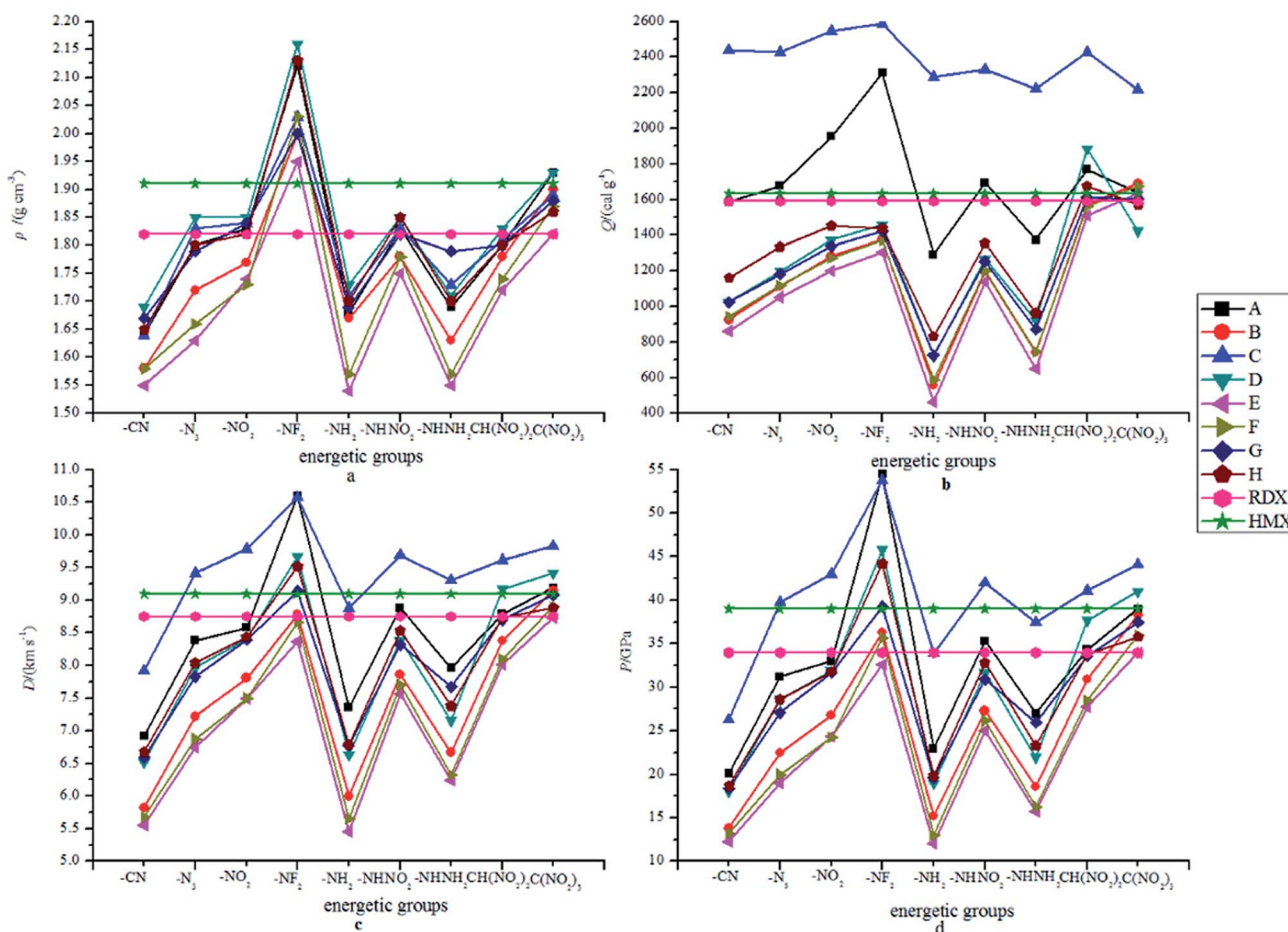 2.20
2.15
2.10
2.05
2.00
1.95
1.90
1.85
1.80
1.75
1.70
1.65
1.60
1.55
1.50
ρ /(g cm⁻³)
-CN -N₃ -NO₂ -NF₂ -NH₂ -NHNO₂ -NHNH₂ CH(NO₂)₂ C(NO₂)₃
energetic groups
a
2600
2400
2200
2000
1800
1600
1400
1200
1000
800
600
400
Q/(cal g⁻¹)
-CN -N₃ -NO₂ -NF₂ -NH₂ -NHNO₂ -NHNH₂ CH(NO₂)₂ C(NO₂)₃
energetic groups
b
A
B
C
D
E
F
G
H
RDX
HMX
11.0
10.5
10.0
9.5
9.0
8.5
8.0
7.5
7.0
6.5
6.0
5.5
5.0
D/(km s⁻¹)
-CN -N₃ -NO₂ -NF₂ -NH₂ -NHNO₂ -NHNH₂ CH(NO₂)₂ C(NO₂)₃
energetic groups
c
55
50
45
40
35
30
25
20
15
10
P/GPa
-CN -N₃ -NO₂ -NF₂ -NH₂ -NHNO₂ -NHNH₂ CH(NO₂)₂ C(NO₂)₃
energetic groups
d